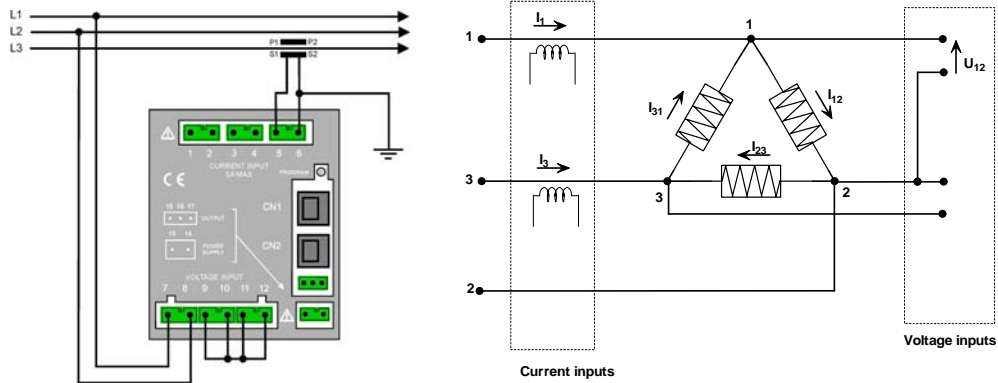 L1
L2
L3
P1 P2
S1 S2
1 2 3 4 5 6
CURRENT INPUT
5A MAX
PROGRAM
CE
CN1
16 16 17
OUTPUT
15 14
POWER
SUPPLY
CN2
VOLTAGE INPUT
7 8 9 10 11 12
1
I1
1
U12
I31
I12
3
I3
I23
3
2
2
Current inputs
Voltage inputs